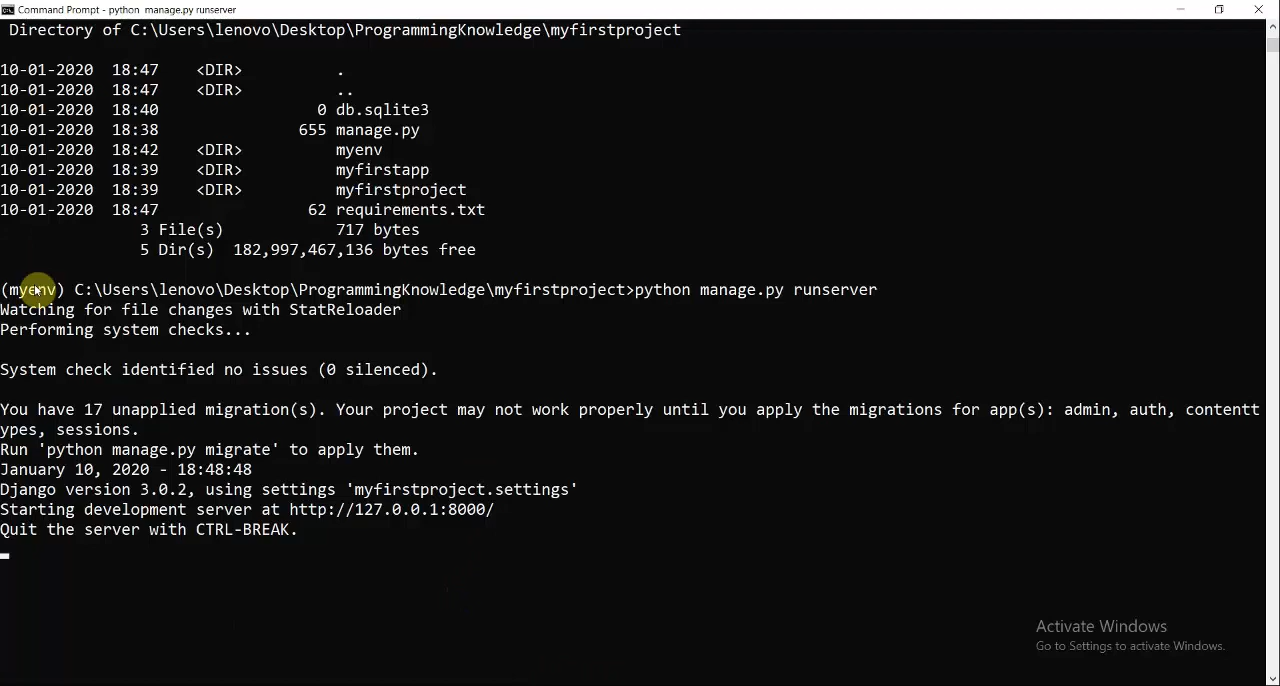 Command Prompt - python  manage.py runserver
Directory of C:\Users\lenovo\Desktop\ProgrammingKnowledge\myfirstproject
10-01-2020  18:47    <DIR>          .
10-01-2020  18:47    <DIR>          ..
10-01-2020  18:40                 0 db.sqlite3
10-01-2020  18:38               655 manage.py
10-01-2020  18:42    <DIR>          myenv
10-01-2020  18:39    <DIR>          myfirstapp
10-01-2020  18:39    <DIR>          myfirstproject
10-01-2020  18:47                62 requirements.txt
3 File(s)            717 bytes
5 Dir(s)  182,997,467,136 bytes free
(myenv) C:\Users\lenovo\Desktop\ProgrammingKnowledge\myfirstproject>python manage.py runserver
Watching for file changes with StatReloader
Performing system checks...
System check identified no issues (0 silenced).
You have 17 unapplied migration(s). Your project may not work properly until you apply the migrations for app(s): admin, auth, contentt
ypes, sessions.
Run 'python manage.py migrate' to apply them.
January 10, 2020 - 18:48:48
Django version 3.0.2, using settings 'myfirstproject.settings'
Starting development server at http://127.0.0.1:8000/
Quit the server with CTRL-BREAK.
Activate Windows
Go to Settings to activate Windows.